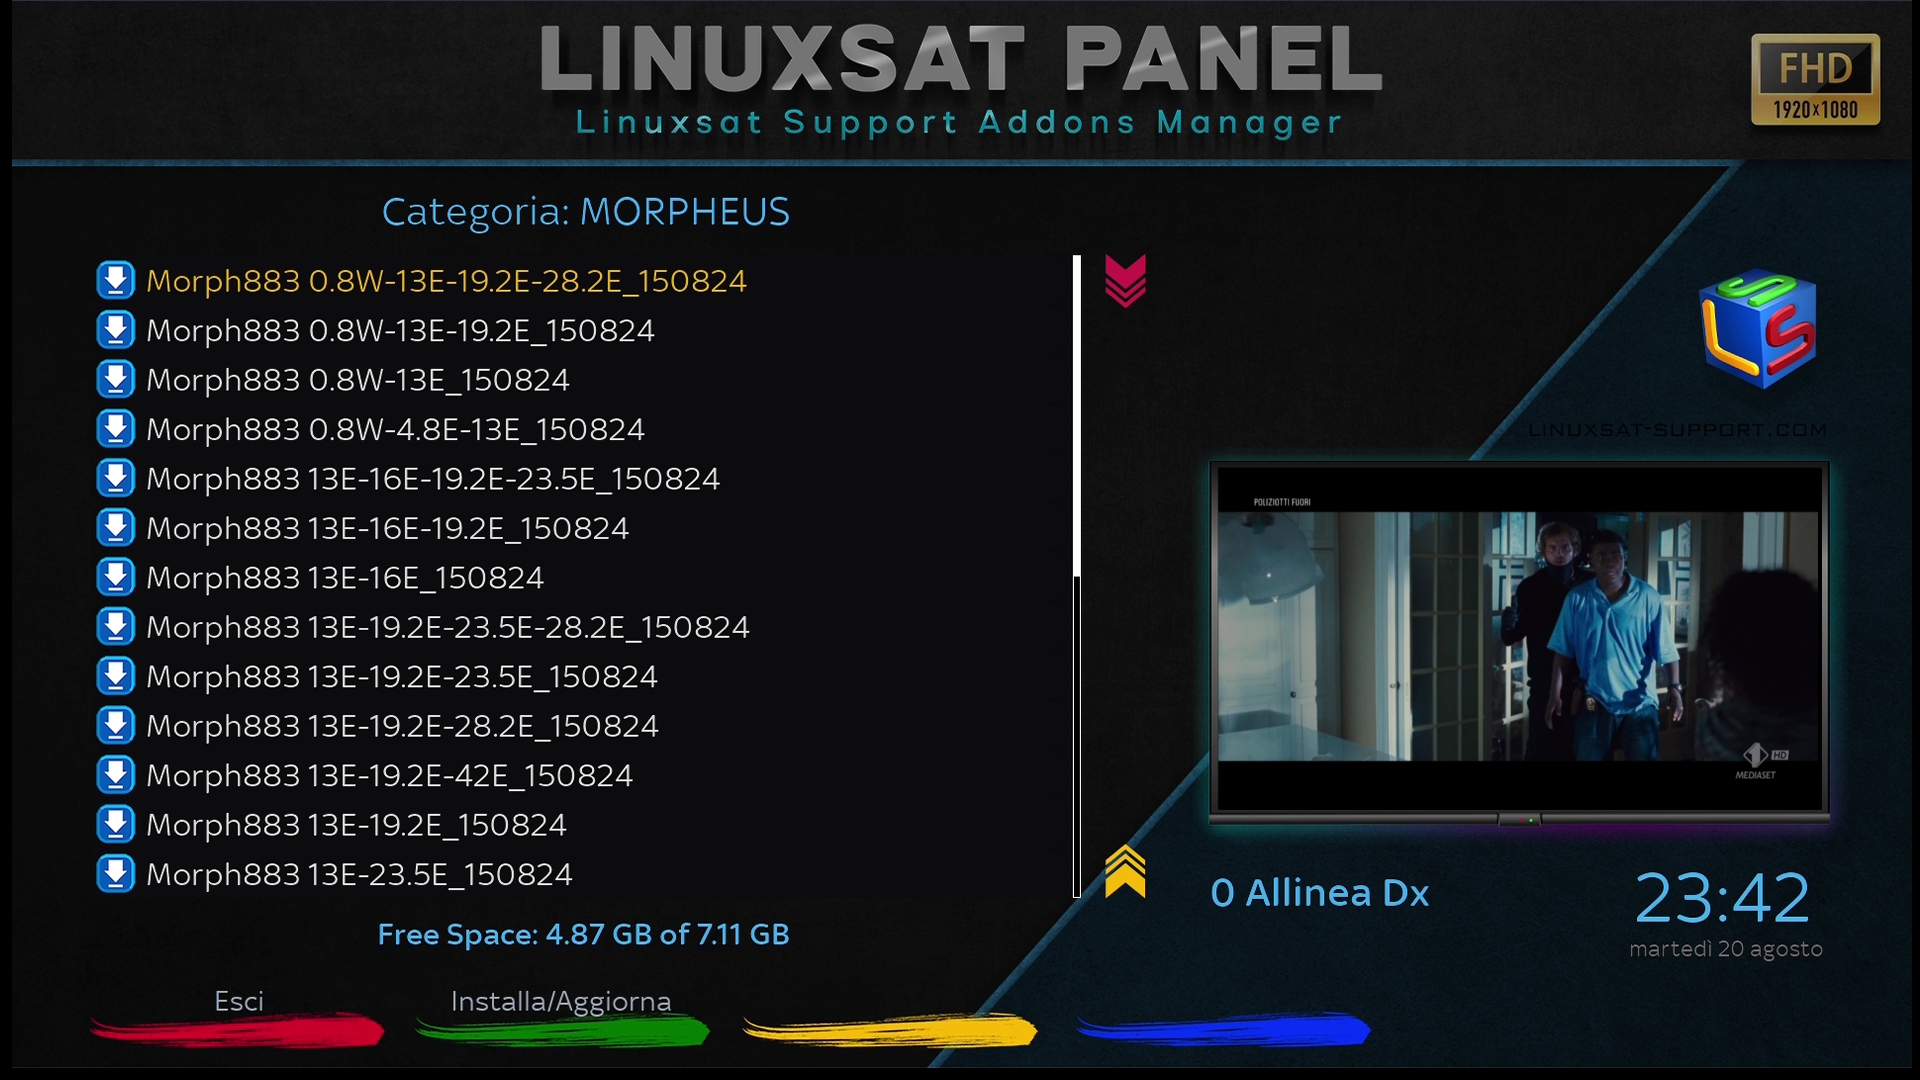 LINUXSAT PANEL
Linuxsat Support Addons Manager
FHD
1920x1080
Categoria: MORPHEUS
Morph883 0.8W-13E-19.2E-28.2E_150824
Morph883 0.8W-13E-19.2E_150824
Morph883 0.8W-13E_150824
Morph883 0.8W-4.8E-13E_150824
Morph883 13E-16E-19.2E-23.5E_150824
Morph883 13E-16E-19.2E_150824
Morph883 13E-16E_150824
Morph883 13E-19.2E-23.5E-28.2E_150824
Morph883 13E-19.2E-23.5E_150824
Morph883 13E-19.2E-28.2E_150824
Morph883 13E-19.2E-42E_150824
Morph883 13E-19.2E_150824
Morph883 13E-23.5E_150824
Free Space: 4.87 GB of 7.11 GB
Esci
Installa/Aggiorna
LSS
LINUXSAT-SUPPORT.COM
POLIZIOTTI FUORI
1 HD
MEDIASET
0 Allinea Dx
23:42
martedì 20 agosto